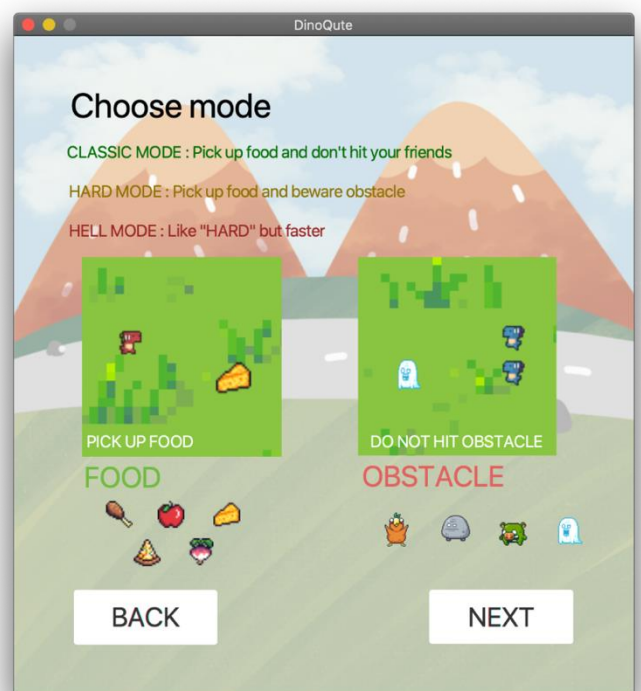 DinoQute
Choose mode
CLASSIC MODE : Pick up food and don't hit your friends
HARD MODE : Pick up food and beware obstacle
HELL MODE : Like "HARD" but faster
PICK UP FOOD
DO NOT HIT OBSTACLE
FOOD
OBSTACLE
BACK
NEXT